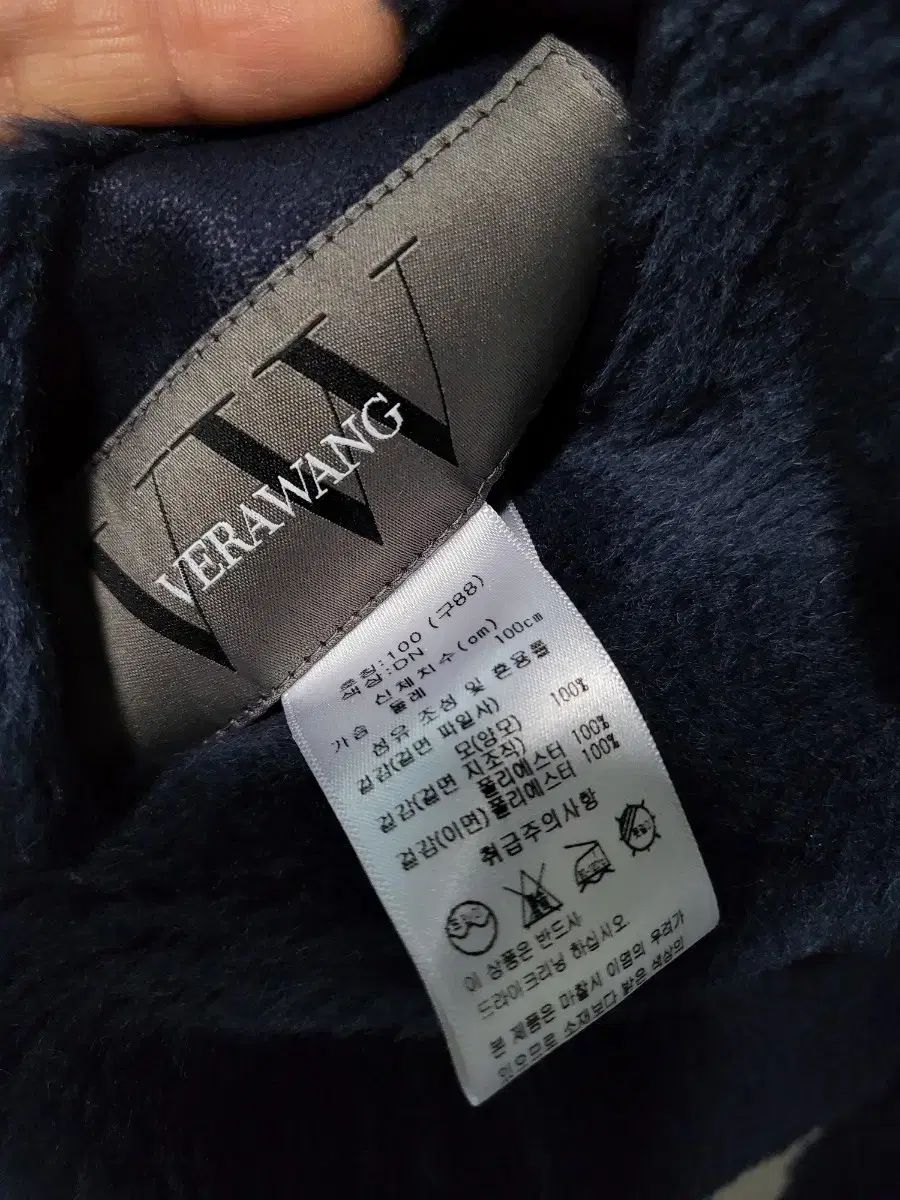 VW
VERAWANG
호칭:100 (구88)
색상:DN
신체치수(cm)
가슴둘레 100cm
섬유 조성 및 혼용률
겉감(겉면 파일사)
모(양모) 100%
겉감(겉면 지조직)
폴리에스터 100%
겉감(이면)폴리에스터 100%
취급주의사항
이 상품은 반드시
드라이크리닝 하십시오.
본 제품은 마찰시 이염의 우려가
있으므로 소재보다 밝은 색상의